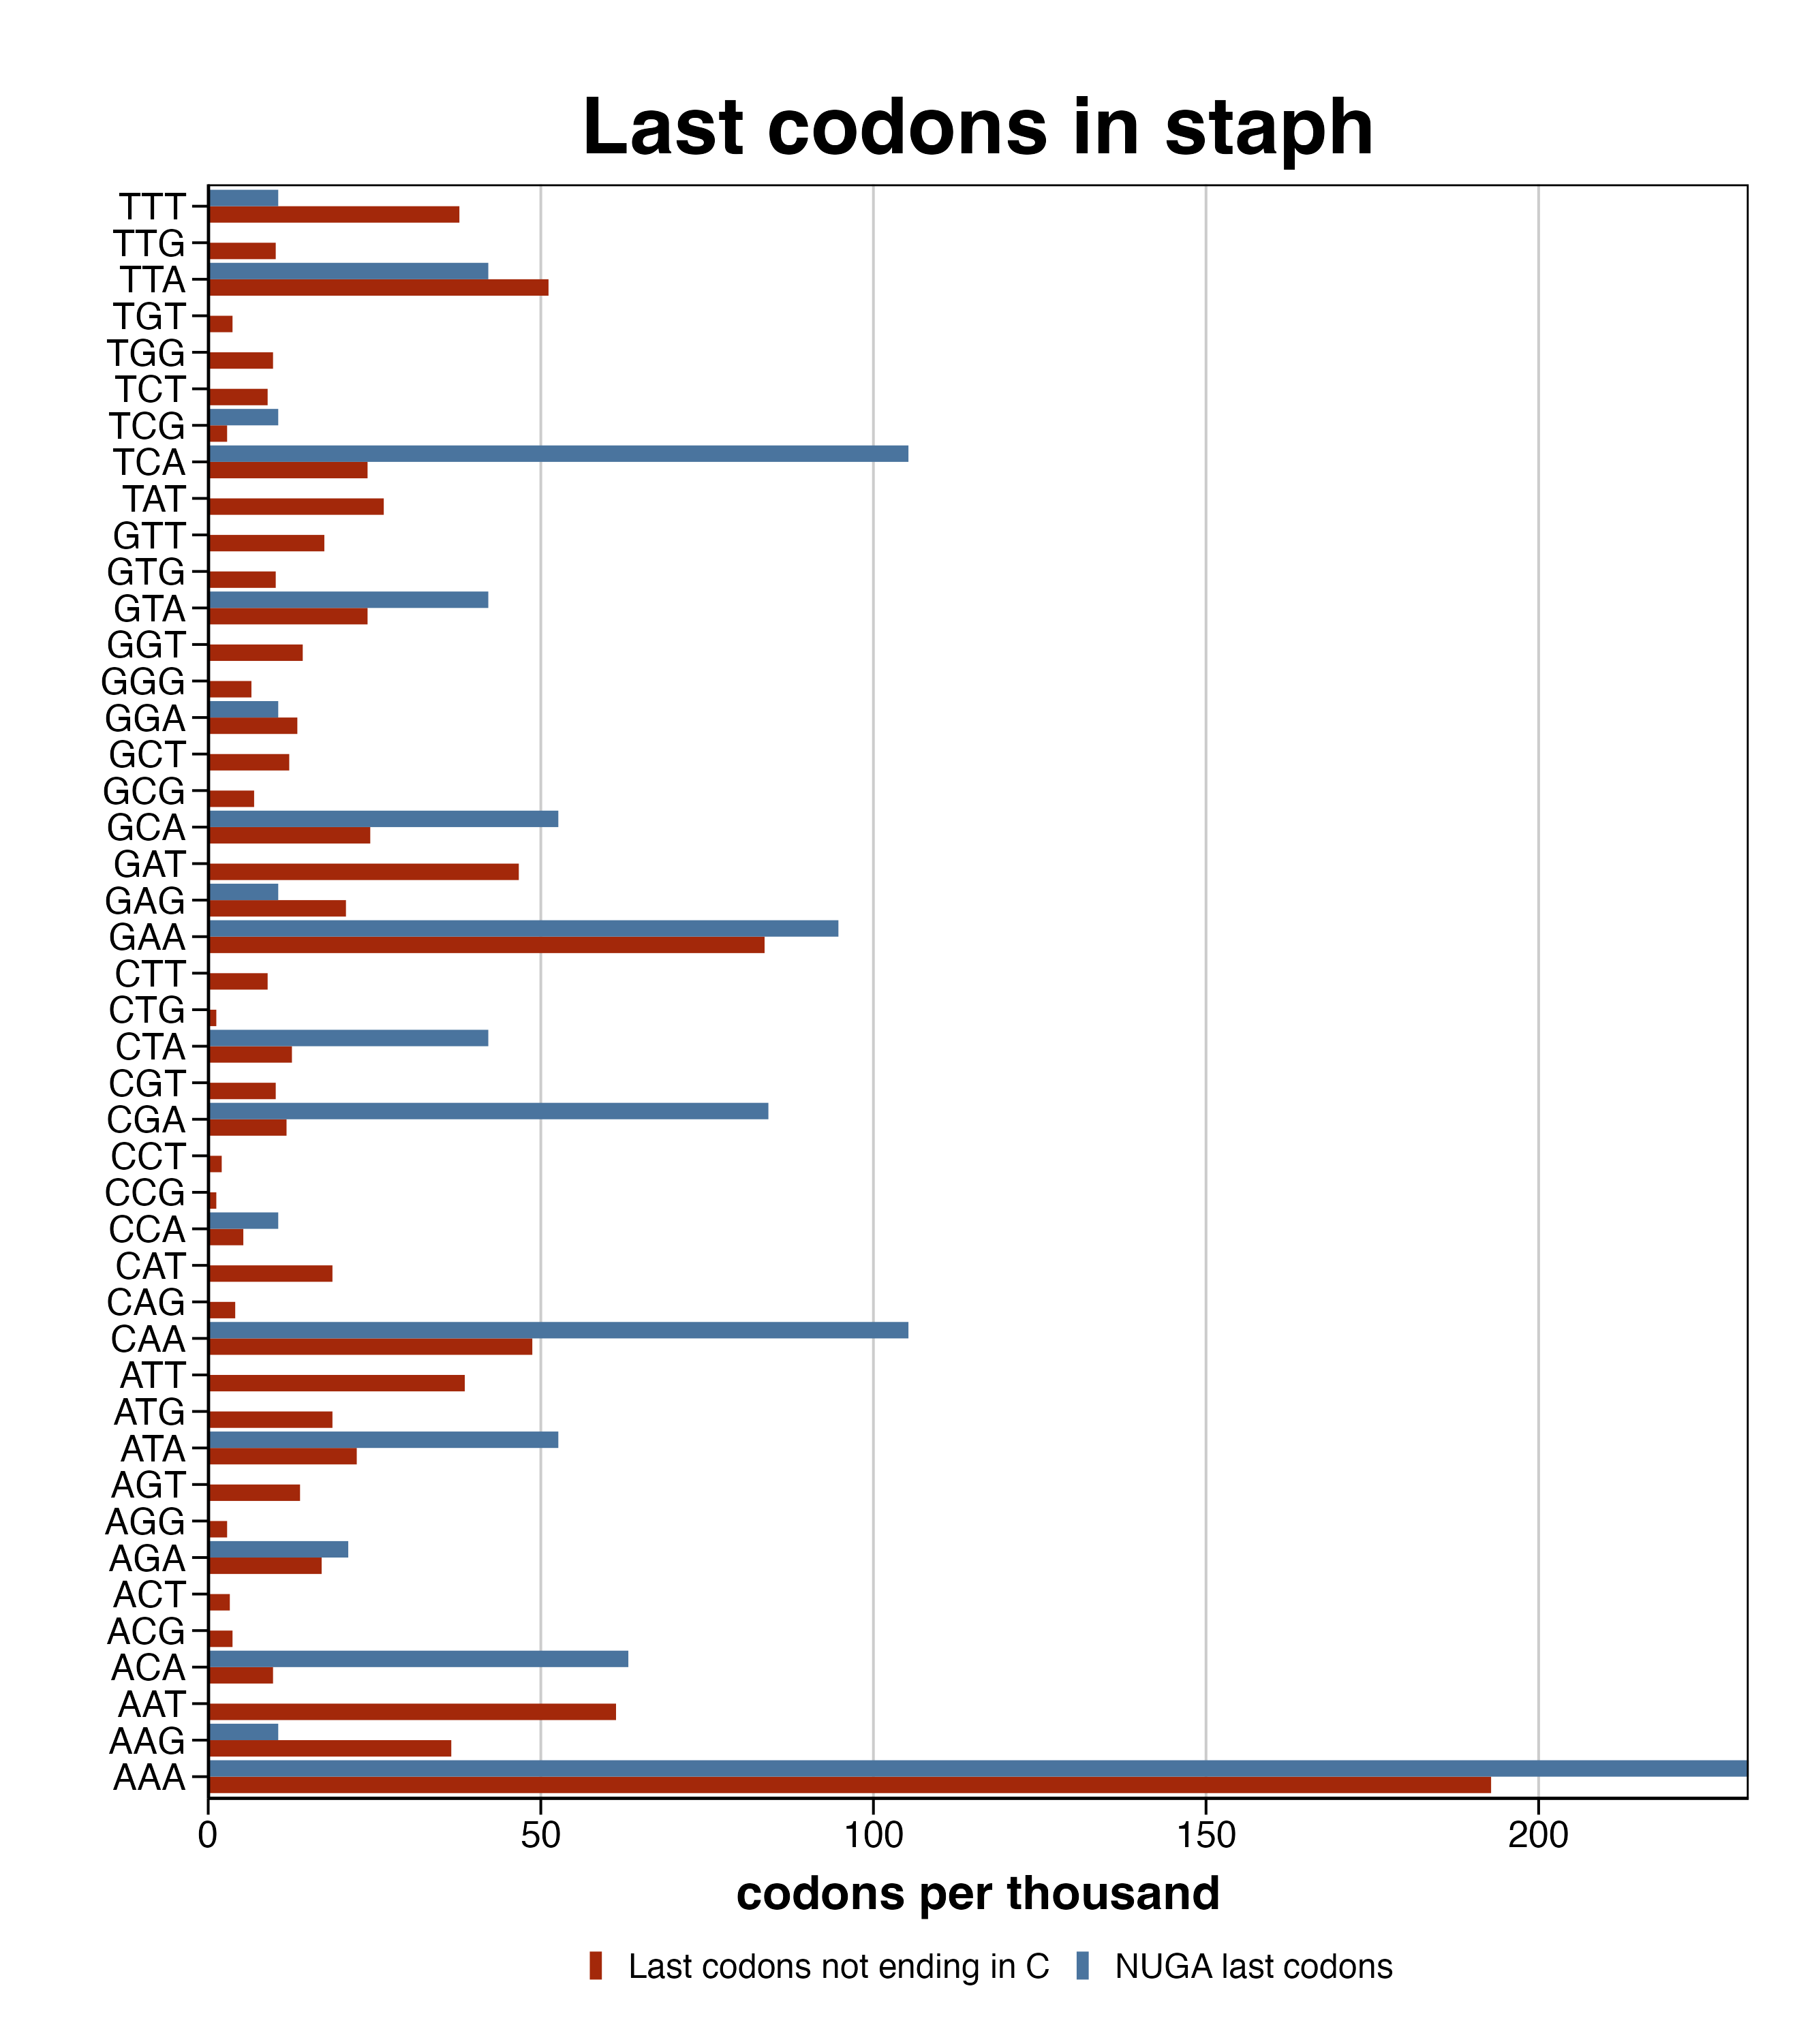 Last codons in staph
TTT
TTG
TTA
TGT
TGG
TCT
TCG
TCA
TAT
GTT
GTG
GTA
GGT
GGG
GGA
GCT
GCG
GCA
GAT
GAG
GAA
CTT
CTG
CTA
CGT
CGA
CCT
CCG
CCA
CAT
CAG
CAA
ATT
ATG
ATA
AGT
AGG
AGA
ACT
ACG
ACA
AAT
AAG
AAA
0 50 100 150 200
codons per thousand
Last codons not ending in C NUGA last codons